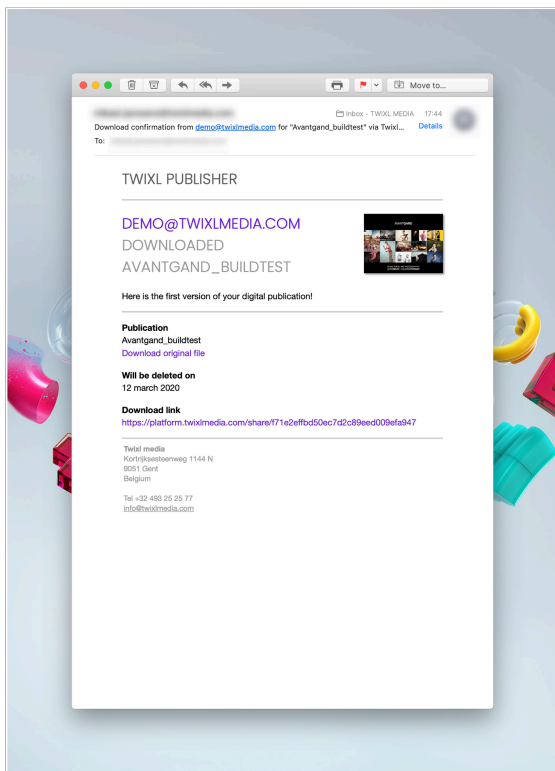 Move to...
Inbox - TWIXL MEDIA 17:44
Download confirmation from demo@twixlmedia.com for "Avantgand_buildtest" via Twixl... Details
To:
TWIXL PUBLISHER
DEMO@TWIXLMEDIA.COM
DOWNLOADED
AVANTGAND_BUILDTEST
Here is the first version of your digital publication!
Publication
Avantgand_buildtest
Download original file
Will be deleted on
12 march 2020
Download link
https://platform.twixlmedia.com/share/f71e2effbd50ec7d2c89eed009efa947
Twixl media
Kortrijksesteenweg 1144 N
9051 Gent
Belgium
Tel +32 493 25 25 77
info@twixlmedia.com